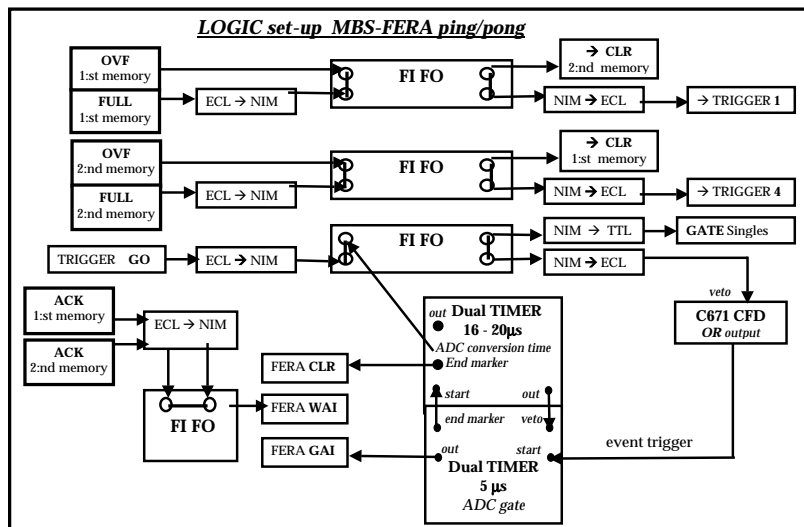 LOGIC set-up MBS-FERA ping/pong
OVF
1:st memory
FULL
1:st memory
ECL → NIM
FI FO
→ CLR
2:nd memory
NIM → ECL
→ TRIGGER 1
OVF
2:nd memory
FULL
2:nd memory
ECL → NIM
FI FO
→ CLR
1:st memory
NIM → ECL
→ TRIGGER 4
TRIGGER GO
ECL → NIM
FI FO
NIM → TTL
GATE Singles
NIM → ECL
ACK
1:st memory
ACK
2:nd memory
ECL → NIM
FI FO
FERA CLR
FERA WAI
FERA GAI
out
Dual TIMER
16 - 20µs
ADC conversion time
End marker
start
out
end marker
veto
out
start
Dual TIMER
5 µs
ADC gate
veto
C671 CFD
OR output
event trigger